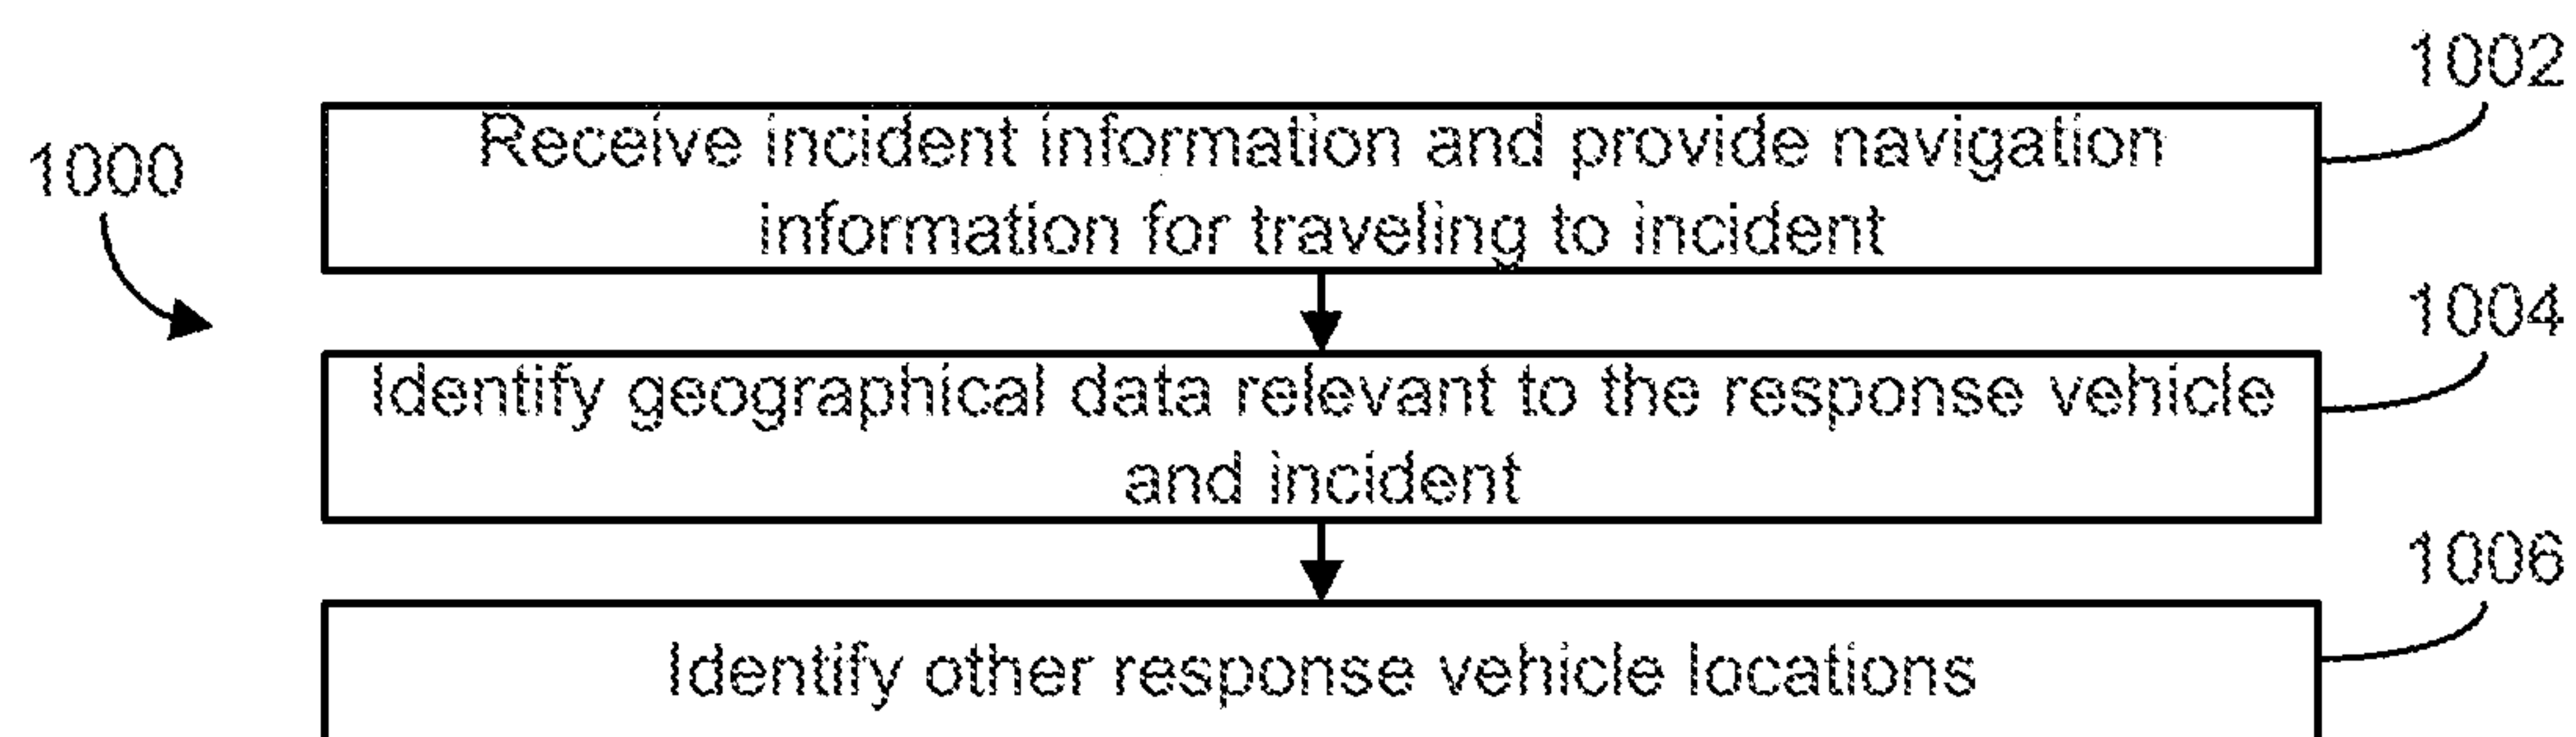 1002
1000
Receive incident information and provide navigation
information for traveling to incident
1004
Identify geographical data relevant to the response vehicle
and incident
1006
Identify other response vehicle locations